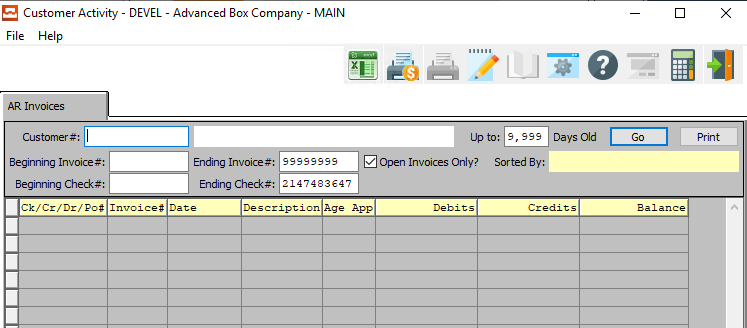 Customer Activity - DEVEL - Advanced Box Company - MAIN
File Help
AR Invoices
Customer#: Up to: 9,999 Days Old Go Print
Beginning Invoice#: Ending Invoice#: 99999999 Open Invoices Only? Sorted By:
Beginning Check#: Ending Check#: 2147483647
Ck/Cr/Dr/Po# Invoice# Date Description Age App Debits Credits Balance